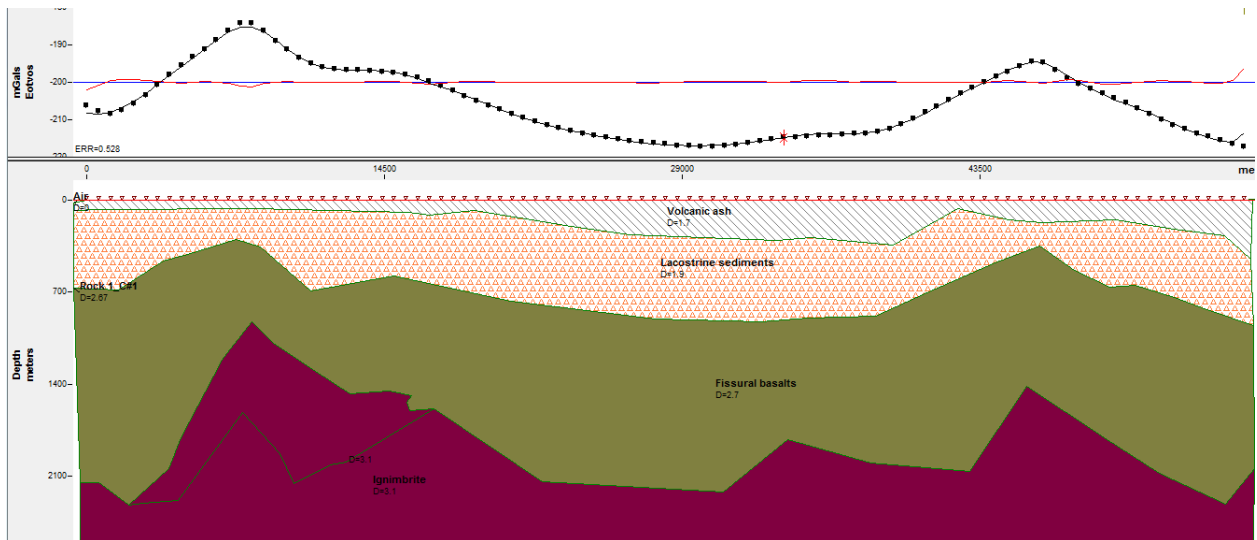 -190
mGals
Eotvos
-200
-210
-220
ERR=0.528
0
14500
29000
43500
me
Air
D=0
0
Volcanic ash
D=1.7
Lacostrine sediments
D=1.9
Rock 1_C#1
D=2.67
700
Depth
meters
1400
Fissural basalts
D=2.7
D=3.1
2100
Ignimbrite
D=3.1